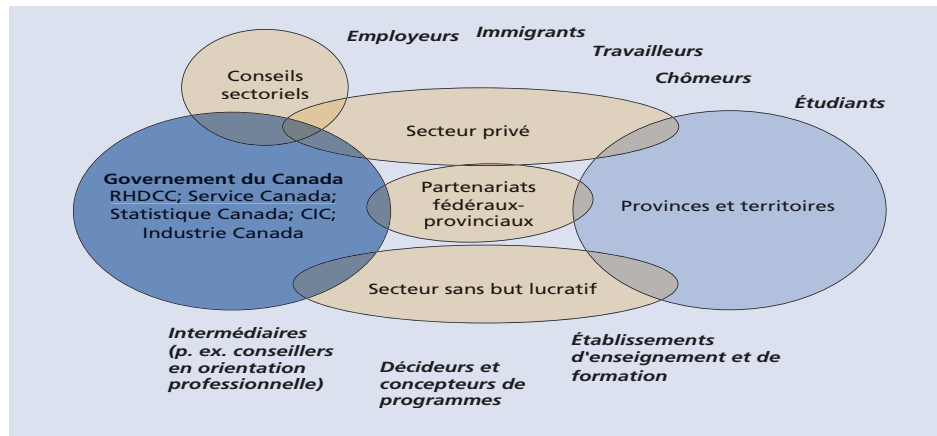 Employeurs
Immigrants
Travailleurs
Chômeurs
Étudiants
Conseils
sectoriels
Secteur privé
Governement du Canada
RHDCC; Service Canada;
Statistique Canada; CIC;
Industrie Canada
Partenariats
fédéraux-
provinciaux
Provinces et territoires
Secteur sans but lucratif
Intermédiaires
(p. ex. conseillers
en orientation
professionnelle)
Décideurs et
concepteurs de
programmes
Établissements
d'enseignement et de
formation